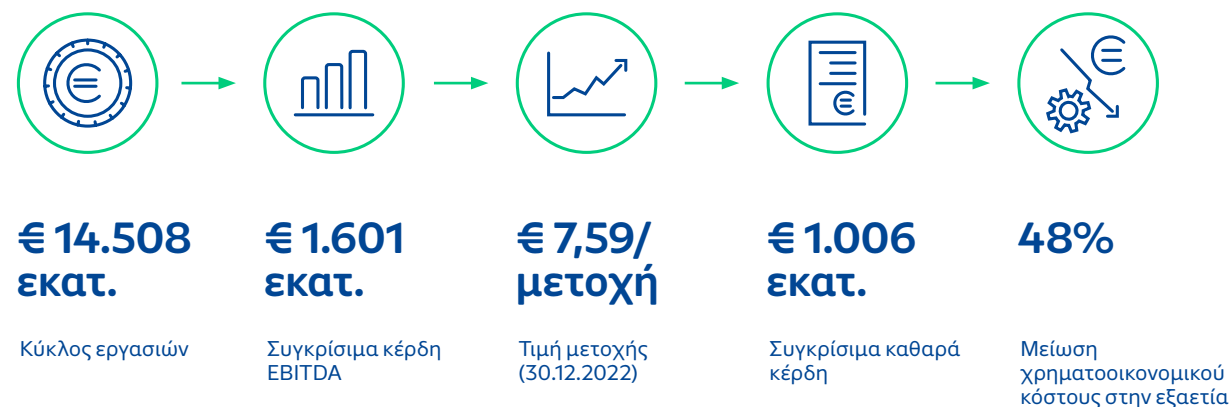 € 14.508
εκατ.
Κύκλος εργασιών
€ 1.601
εκατ.
Συγκρίσιμα κέρδη
EBITDA
€ 7,59/
μετοχή
Τιμή μετοχής
(30.12.2022)
€ 1.006
εκατ.
Συγκρίσιμα καθαρά
κέρδη
48%
Μείωση
χρηματοοικονομικού
κόστους στην εξαετία